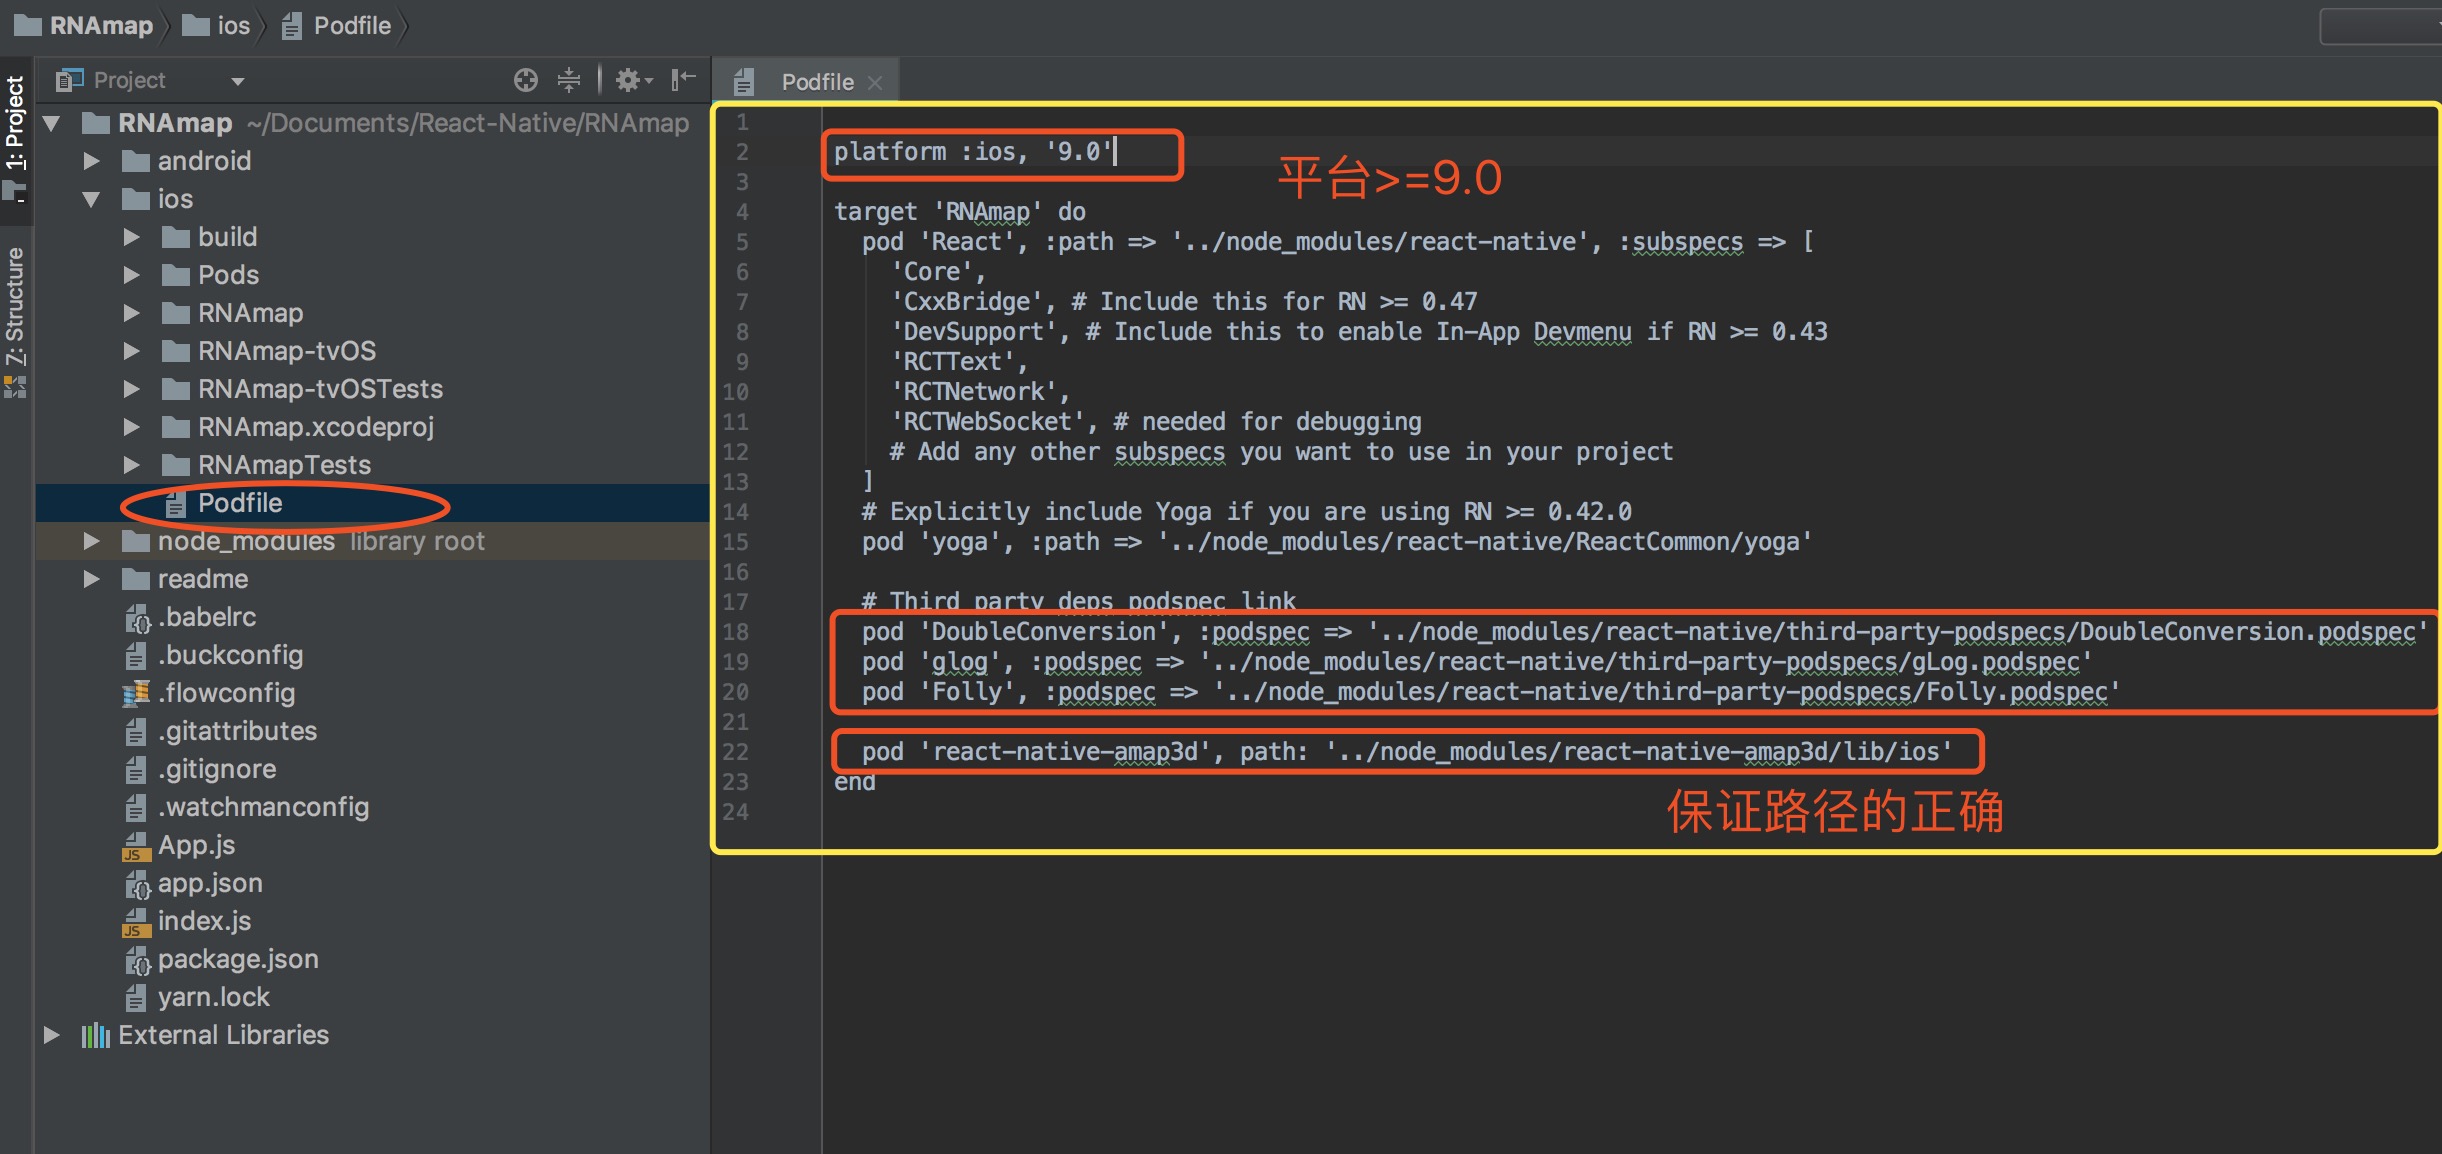 RNAmap ios Podfile
1: Project
7: Structure
Project
RNAmap ~/Documents/React-Native/RNAmap
android
ios
build
Pods
RNAmap
RNAmap-tvOS
RNAmap-tvOSTests
RNAmap.xcodeproj
RNAmapTests
Podfile
node_modules library root
readme
.babelrc
.buckconfig
.flowconfig
.gitattributes
.gitignore
.watchmanconfig
App.js
app.json
index.js
package.json
yarn.lock
External Libraries
Podfile
1
2 platform :ios, '9.0'
平台>=9.0
3
4 target 'RNAmap' do
5 pod 'React', :path => '../node_modules/react-native', :subspecs => [
6 'Core',
7 'CxxBridge', # Include this for RN >= 0.47
8 'DevSupport', # Include this to enable In-App Devmenu if RN >= 0.43
9 'RCTText',
10 'RCTNetwork',
11 'RCTWebSocket', # needed for debugging
12 # Add any other subspecs you want to use in your project
13 ]
14 # Explicitly include Yoga if you are using RN >= 0.42.0
15 pod 'yoga', :path => '../node_modules/react-native/ReactCommon/yoga'
16
17 # Third party deps podspec link
18 pod 'DoubleConversion', :podspec => '../node_modules/react-native/third-party-podspecs/DoubleConversion.podspec'
19 pod 'glog', :podspec => '../node_modules/react-native/third-party-podspecs/gLog.podspec'
20 pod 'Folly', :podspec => '../node_modules/react-native/third-party-podspecs/Folly.podspec'
21
22 pod 'react-native-amap3d', path: '../node_modules/react-native-amap3d/lib/ios'
23 end
保证路径的正确
24